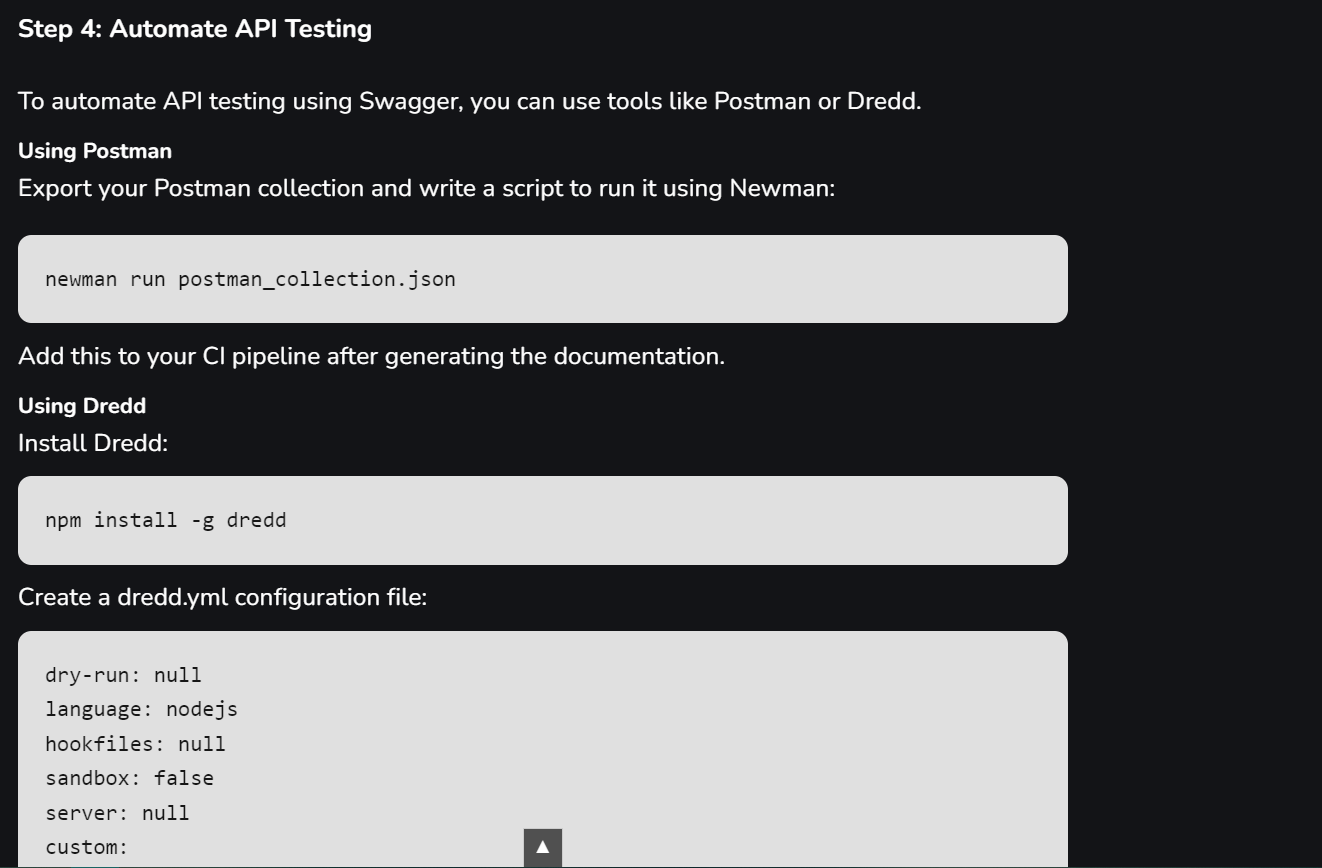 Step 4: Automate API Testing
To automate API testing using Swagger, you can use tools like Postman or Dredd.
Using Postman
Export your Postman collection and write a script to run it using Newman:
newman run postman_collection.json
Add this to your CI pipeline after generating the documentation.
Using Dredd
Install Dredd:
npm install -g dredd
Create a dredd.yml configuration file:
dry-run: null
language: nodejs
hookfiles: null
sandbox: false
server: null
custom: